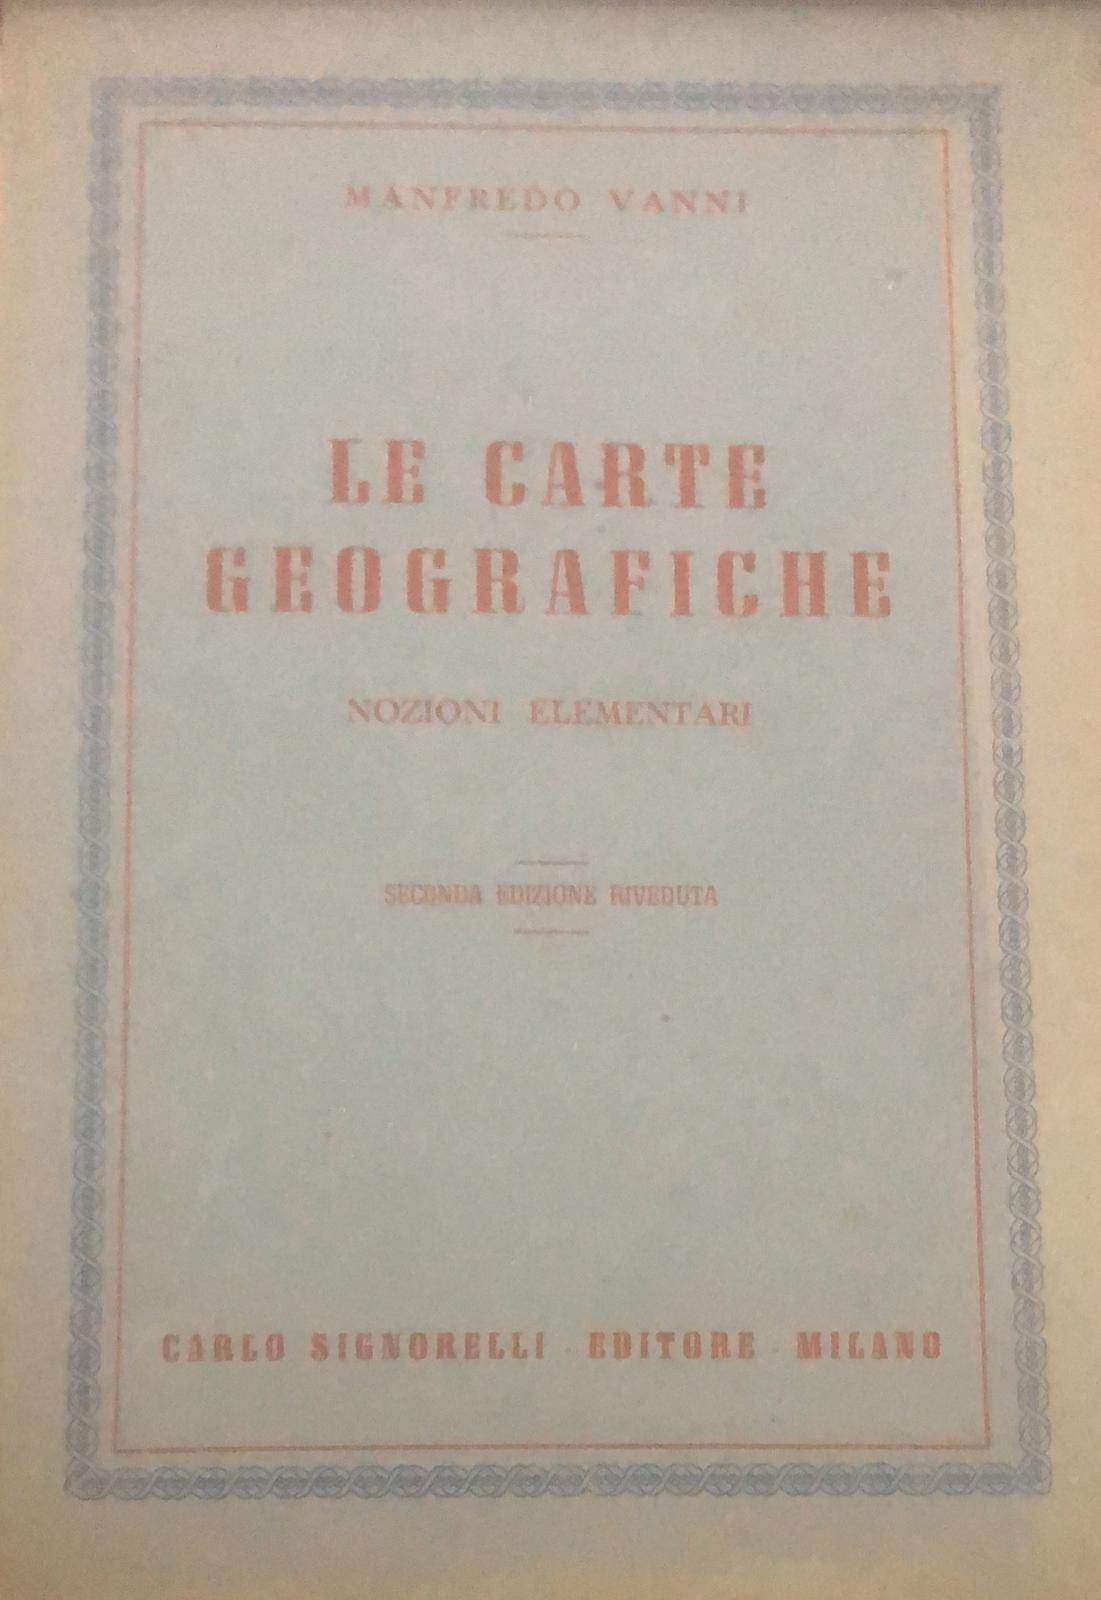 MANFREDO VANNI
LE CARTE
GEOGRAFICHE
NOZIONI ELEMENTARI
SECONDA EDIZIONE RIVEDUTA
CARLO SIGNORELLI - EDITORE - MILANO